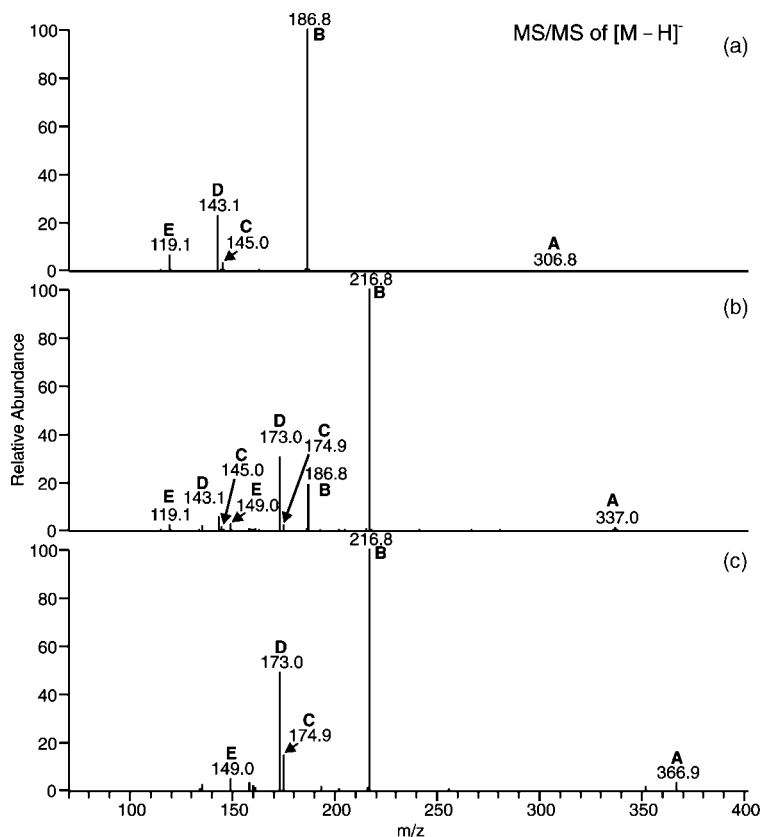 MS/MS of [M – H]-
(a)
100
80
60
40
20
0
186.8
B
D
143.1
C
145.0
E
119.1
A
306.8
(b)
100
80
60
40
20
0
216.8
B
D
173.0
C
174.9
186.8
B
C
145.0
D
143.1
E
149.0
E
119.1
A
337.0
Relative Abundance
(c)
100
80
60
40
20
0
216.8
B
D
173.0
C
174.9
E
149.0
A
366.9
100 150 200 250 300 350 400
m/z